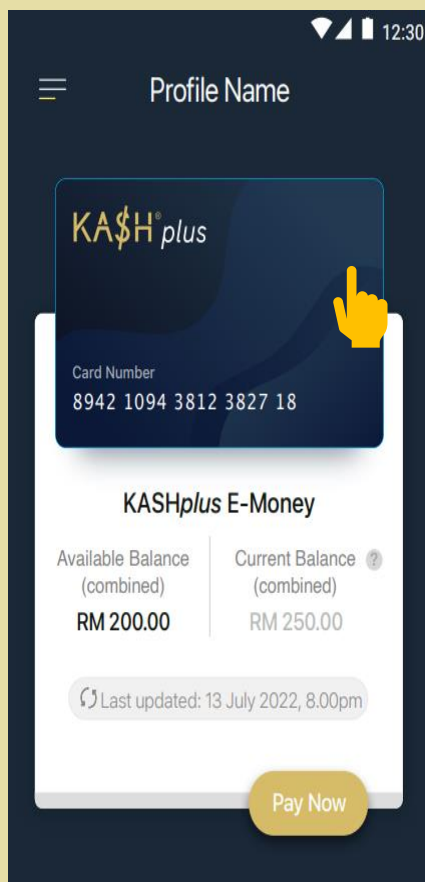 12:30
Profile Name
KA$H® plus
Card Number
8942 1094 3812 3827 18
KASHplus E-Money
Available Balance Current Balance ?
(combined) (combined)
RM 200.00 RM 250.00
Last updated: 13 July 2022, 8.00pm
Pay Now